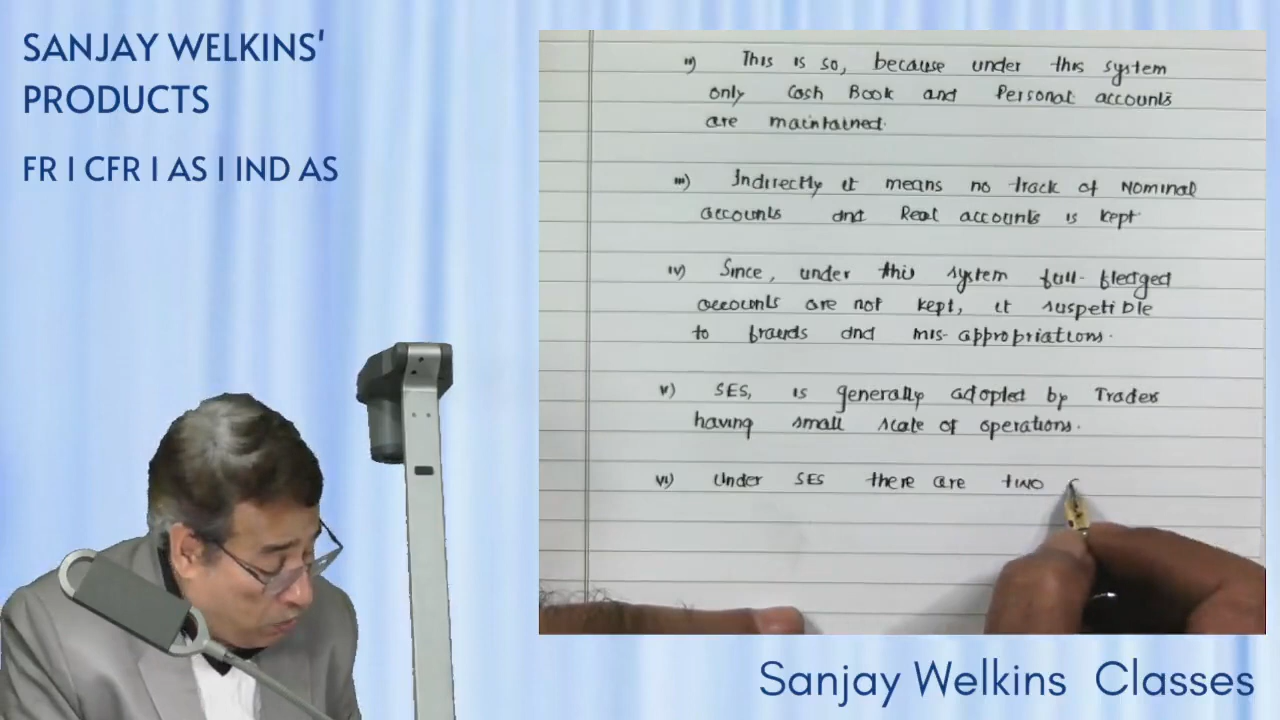 SANJAY WELKINS'
PRODUCTS
FR I CFR I AS I IND AS
ii) This is so, because under this system
only Cash Book and Personal accounts
are maintained.
iii) Indirectly it means no track of Nominal
accounts and Real accounts is kept.
iv) Since, under this system full-fledged
accounts are not kept, it suspetible
to frauds and mis-appropriations.
v) SES, is generally adopted by Traders
having small scale of operations.
vi) Under SES there are two
Sanjay Welkins Classes